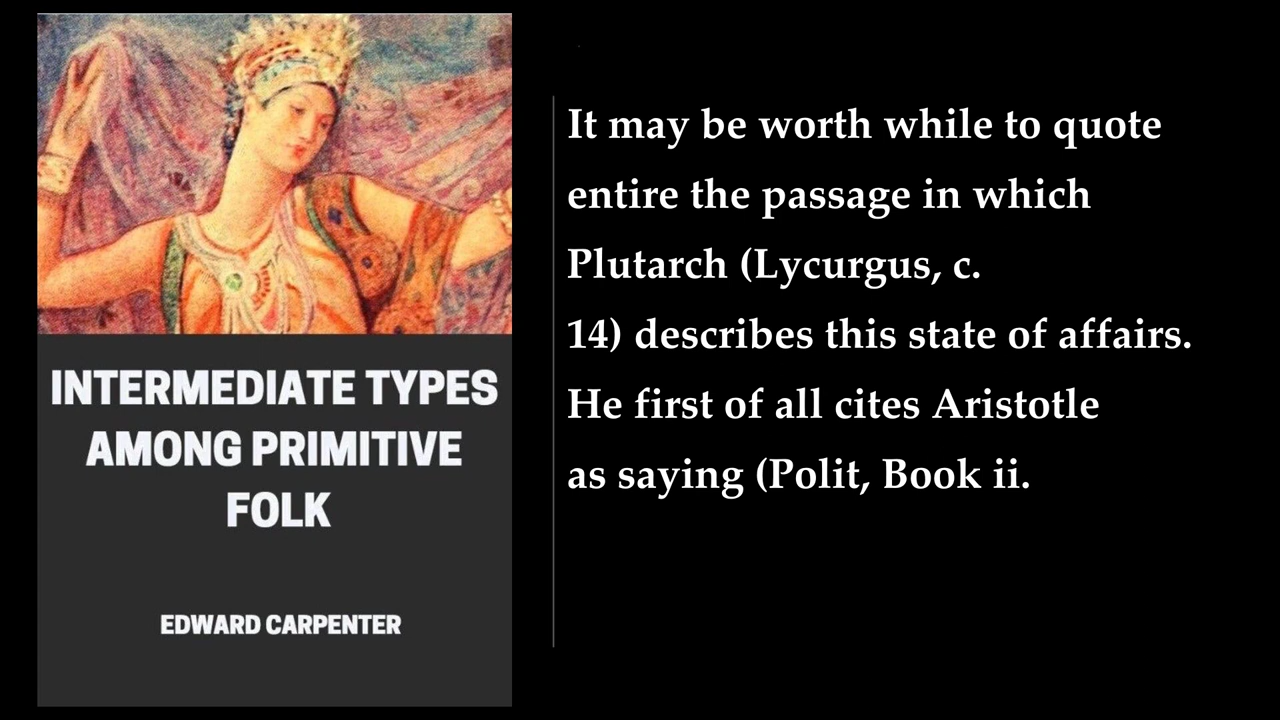 INTERMEDIATE TYPES
AMONG PRIMITIVE
FOLK
EDWARD CARPENTER
It may be worth while to quote
entire the passage in which
Plutarch (Lycurgus, c.
14) describes this state of affairs.
He first of all cites Aristotle
as saying (Polit, Book ii.